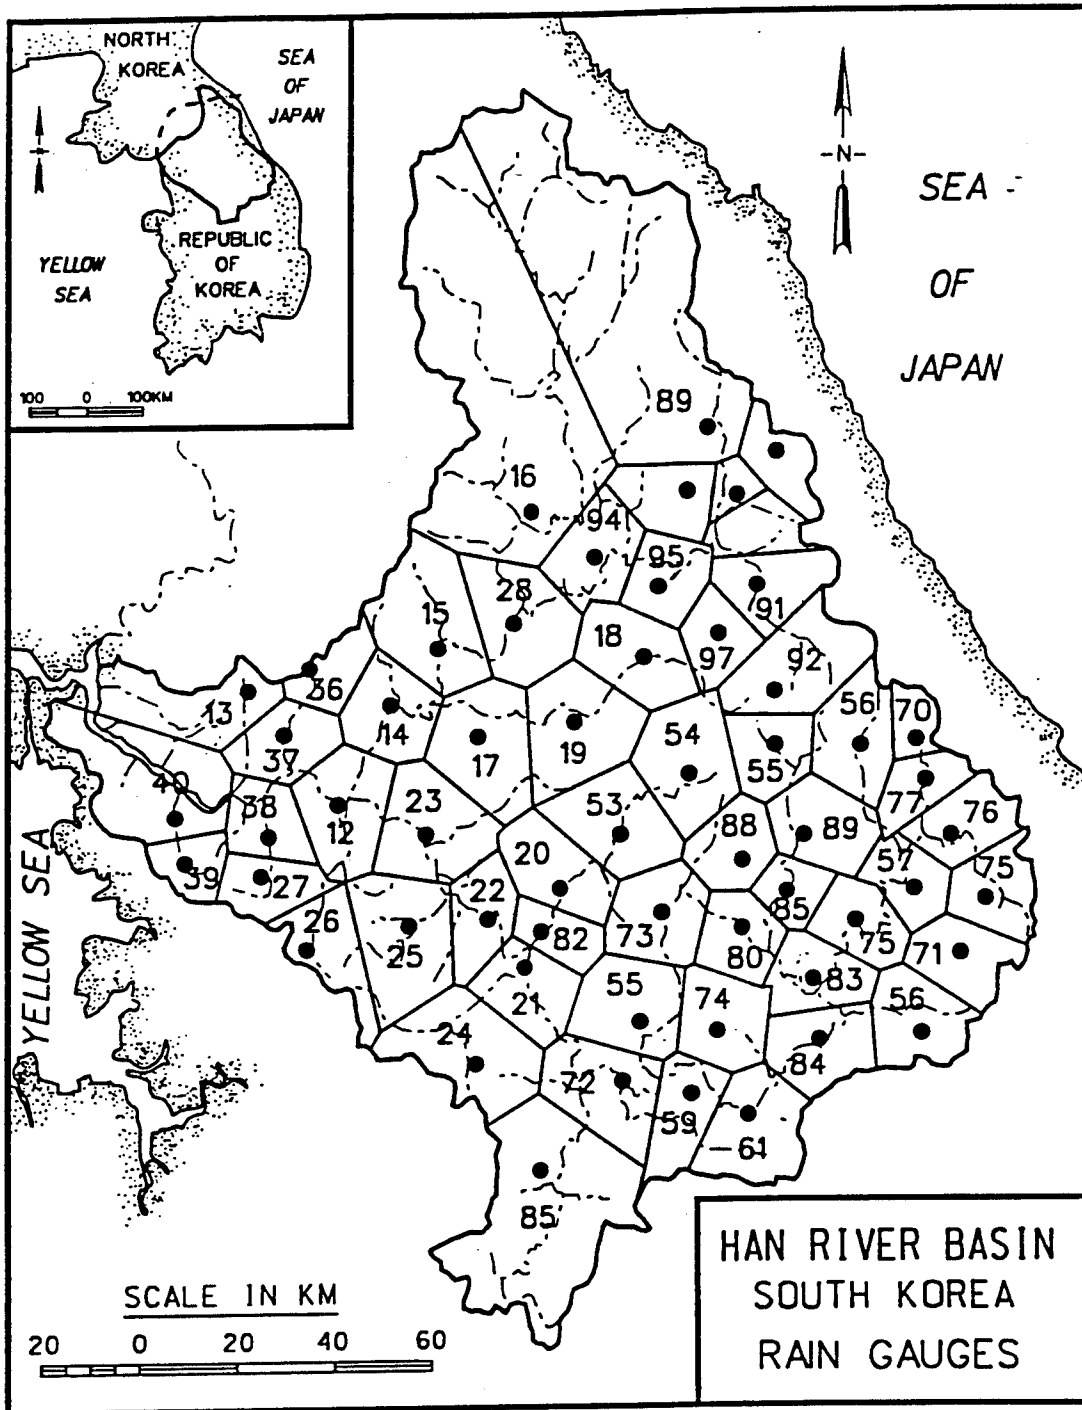 NORTH
KOREA
SEA
OF
JAPAN
YELLOW
SEA
REPUBLIC
OF
KOREA
100 0 100KM
-N-
SEA
OF
JAPAN
89
16
94
95
28
15
91
18
97
92
36
13
56
70
14
54
37
17
19
55
77
40
38
23
53
76
12
88
89
20
57
39
27
22
75
85
26
82
73
25
80
75
71
83
55
21
74
56
24
84
72
59
61
85
YELLOW SEA
HAN RIVER BASIN
SOUTH KOREA
RAIN GAUGES
SCALE IN KM
20 0 20 40 60